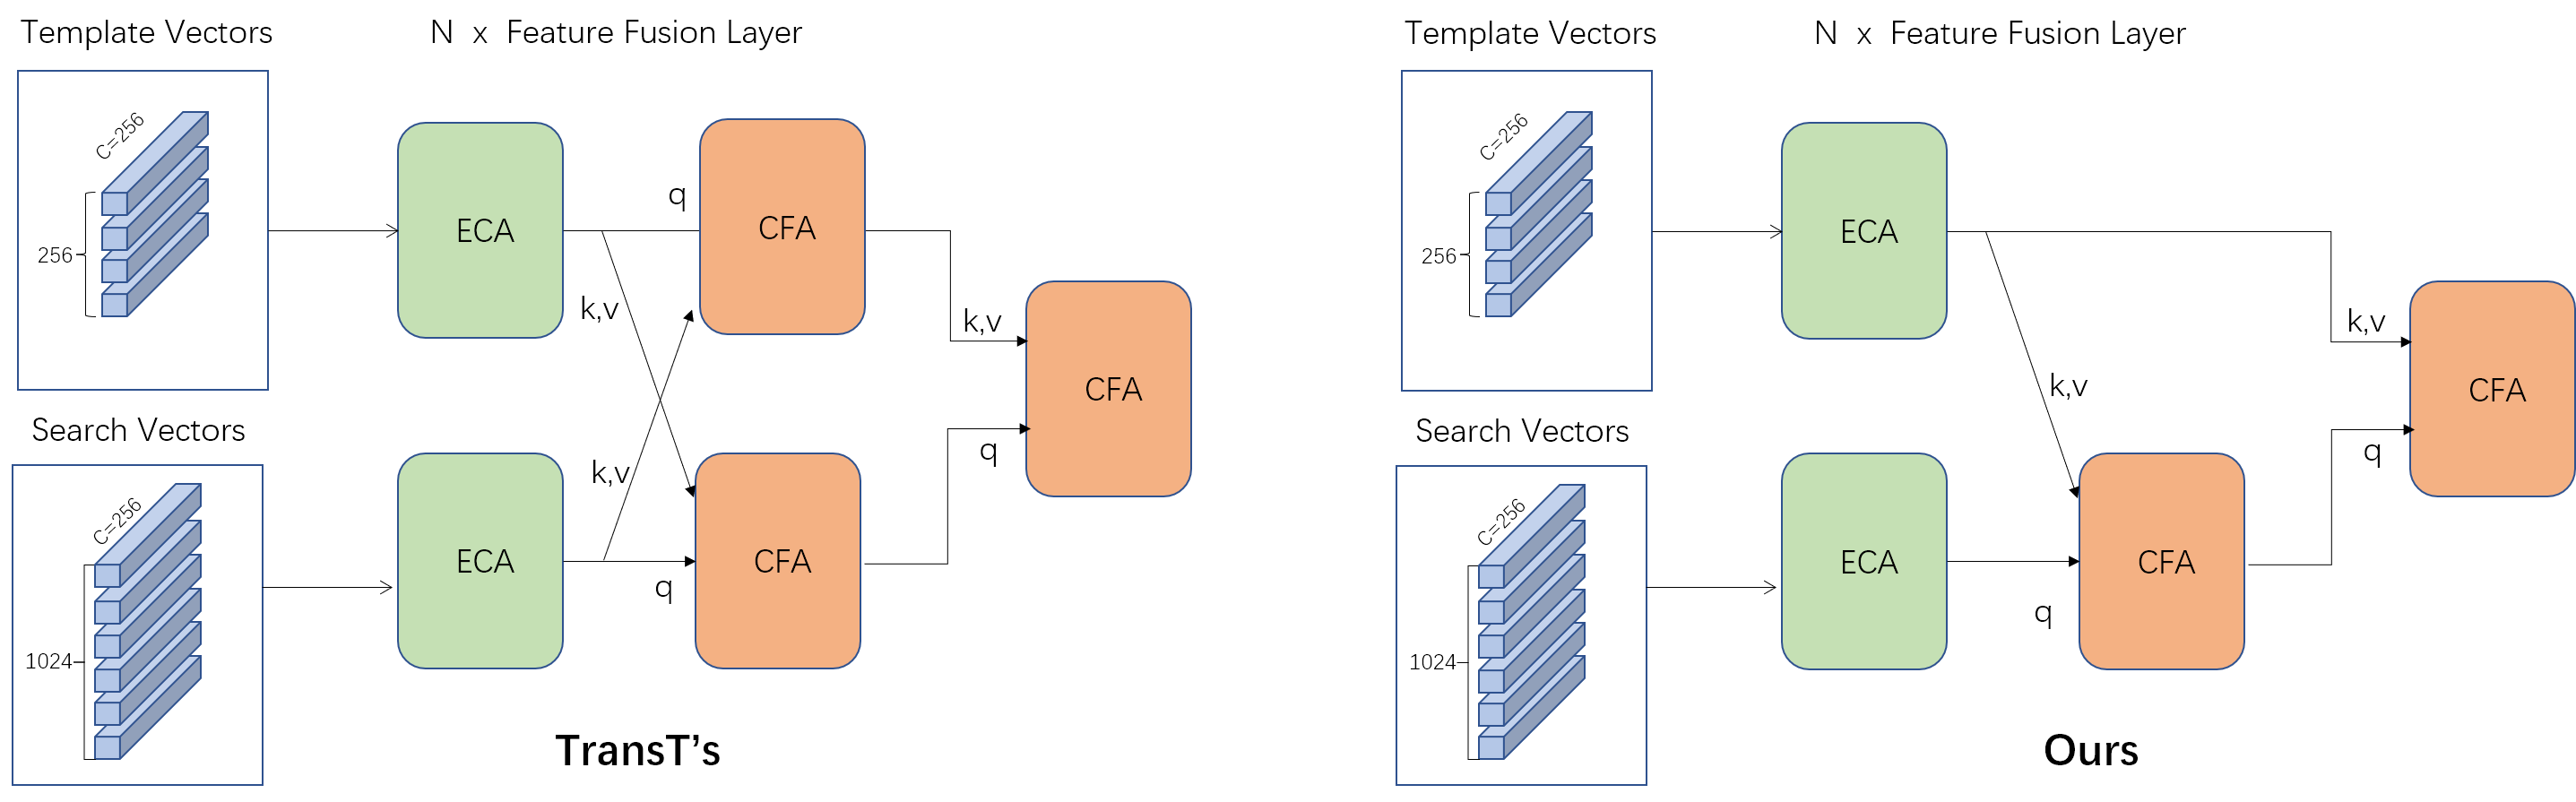 Template Vectors
N x Feature Fusion Layer
C=256
256
ECA
q
CFA
k,v
k,v
CFA
q
Search Vectors
C=256
1024
ECA
k,v
q
CFA
TransT's
Template Vectors
N x Feature Fusion Layer
C=256
256
ECA
k,v
k,v
CFA
q
Search Vectors
C=256
1024
ECA
q
CFA
Ours